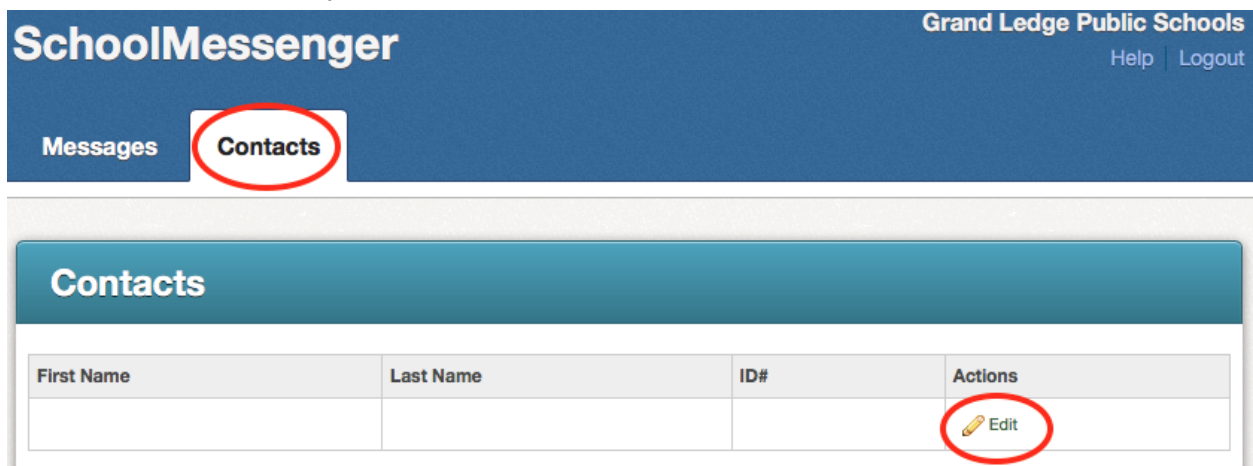 Grand Ledge Public Schools
SchoolMessenger
Help Logout
Messages Contacts
Contacts
First Name Last Name ID# Actions
Edit